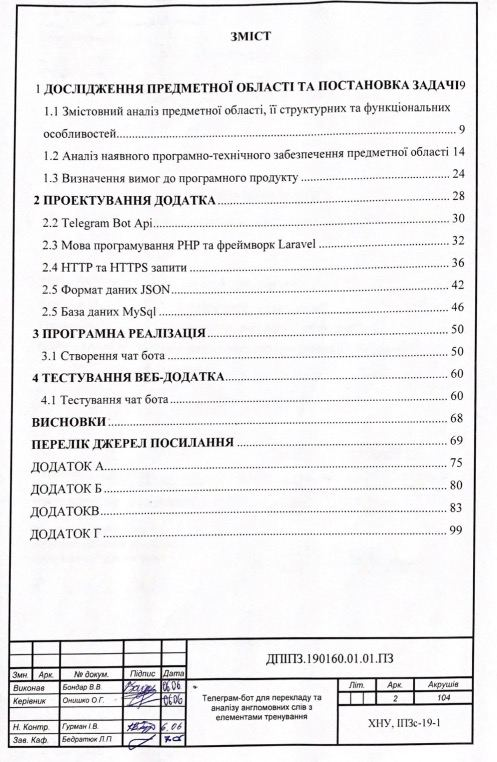 ЗМІСТ
1 ДОСЛІДЖЕННЯ ПРЕДМЕТНОЇ ОБЛАСТІ ТА ПОСТАНОВКА ЗАДАЧІ9
1.1 Змістовний аналіз предметної області, її структурних та функціональних
особливостей........9
1.2 Аналіз наявного програмно-технічного забезпечення предметної області 14
1.3 Визначення вимог до програмного продукту........24
2 ПРОЕКТУВАННЯ ДОДАТКА........28
2.2 Telegram Bot Api........30
2.3 Мова програмування PHP та фреймворк Laravel........32
2.4 HTTP та HTTPS запити........36
2.5 Формат даних JSON........42
2.5 База даних MySql........46
3 ПРОГРАМНА РЕАЛІЗАЦІЯ........50
3.1 Створення чат бота........50
4 ТЕСТУВАННЯ ВЕБ-ДОДАТКА........60
4.1 Тестування чат бота........60
ВИСНОВКИ........68
ПЕРЕЛІК ДЖЕРЕЛ ПОСИЛАННЯ........69
ДОДАТОК А........75
ДОДАТОК Б........80
ДОДАТОКВ........83
ДОДАТОК Г........99
ДПІПЗ.190160.01.01.ПЗ
Змн. Арк. № докум. Підпис Дата
Виконав Бондар В.В. 06.06
Керівник Онишко О.Г. 06.06
Н. Контр. Гурман І.В. 6.06
Зав. Каф. Бедратюк Л.П.
Телеграм-бот для перекладу та
аналізу англомовних слів з
елементами тренування
Літ. Арк. Акрушів
2 104
ХНУ, ІПЗс-19-1